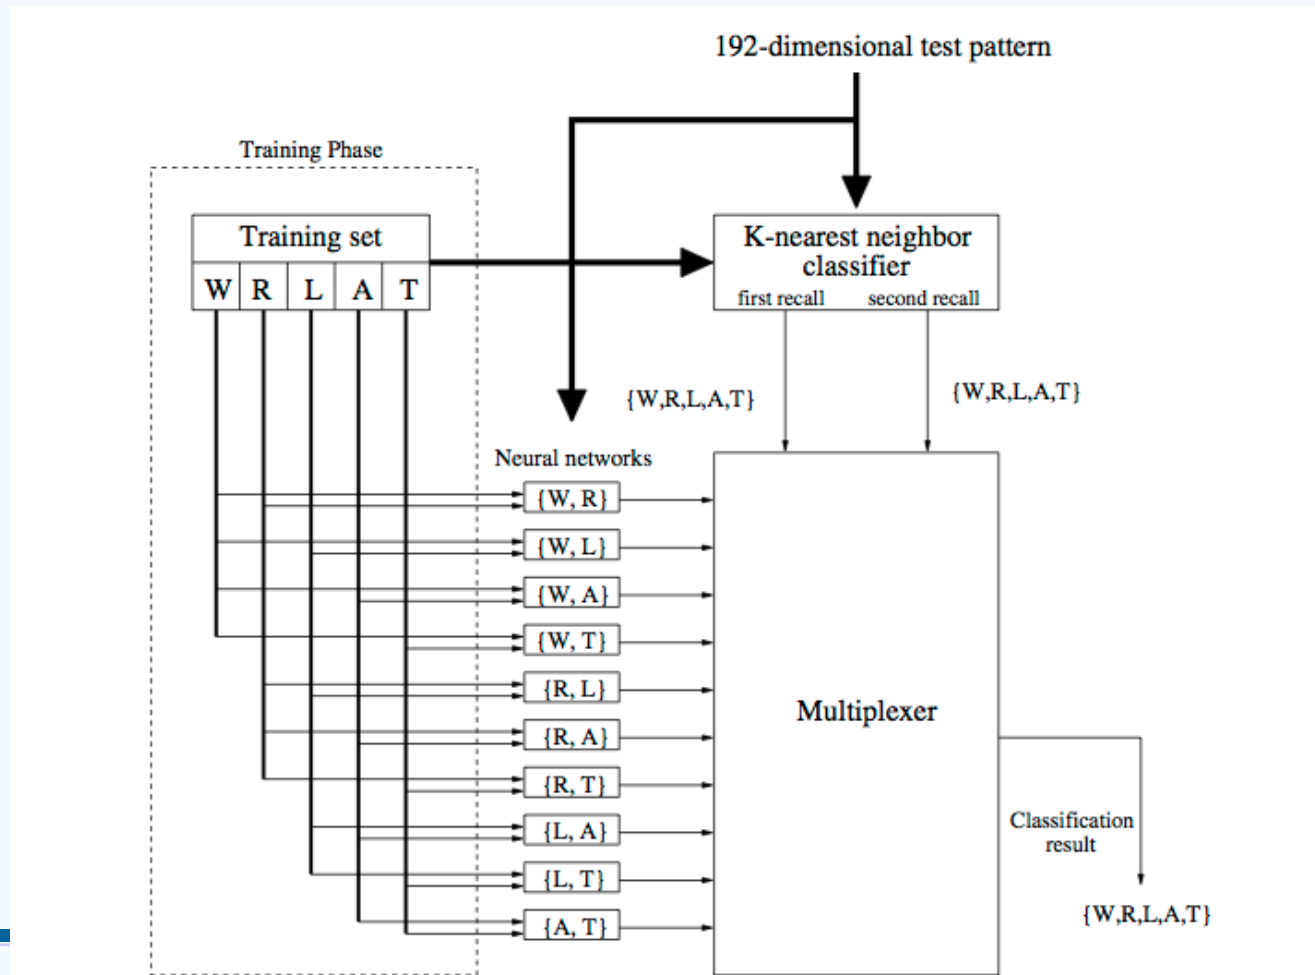 192-dimensional test pattern
Training Phase
Training set
W R L A T
K-nearest neighbor
classifier
first recall second recall
{W,R,L,A,T}
{W,R,L,A,T}
Neural networks
{W, R}
{W, L}
{W, A}
{W, T}
{R, L}
{R, A}
{R, T}
{L, A}
{L, T}
{A, T}
Multiplexer
Classification
result
{W,R,L,A,T}